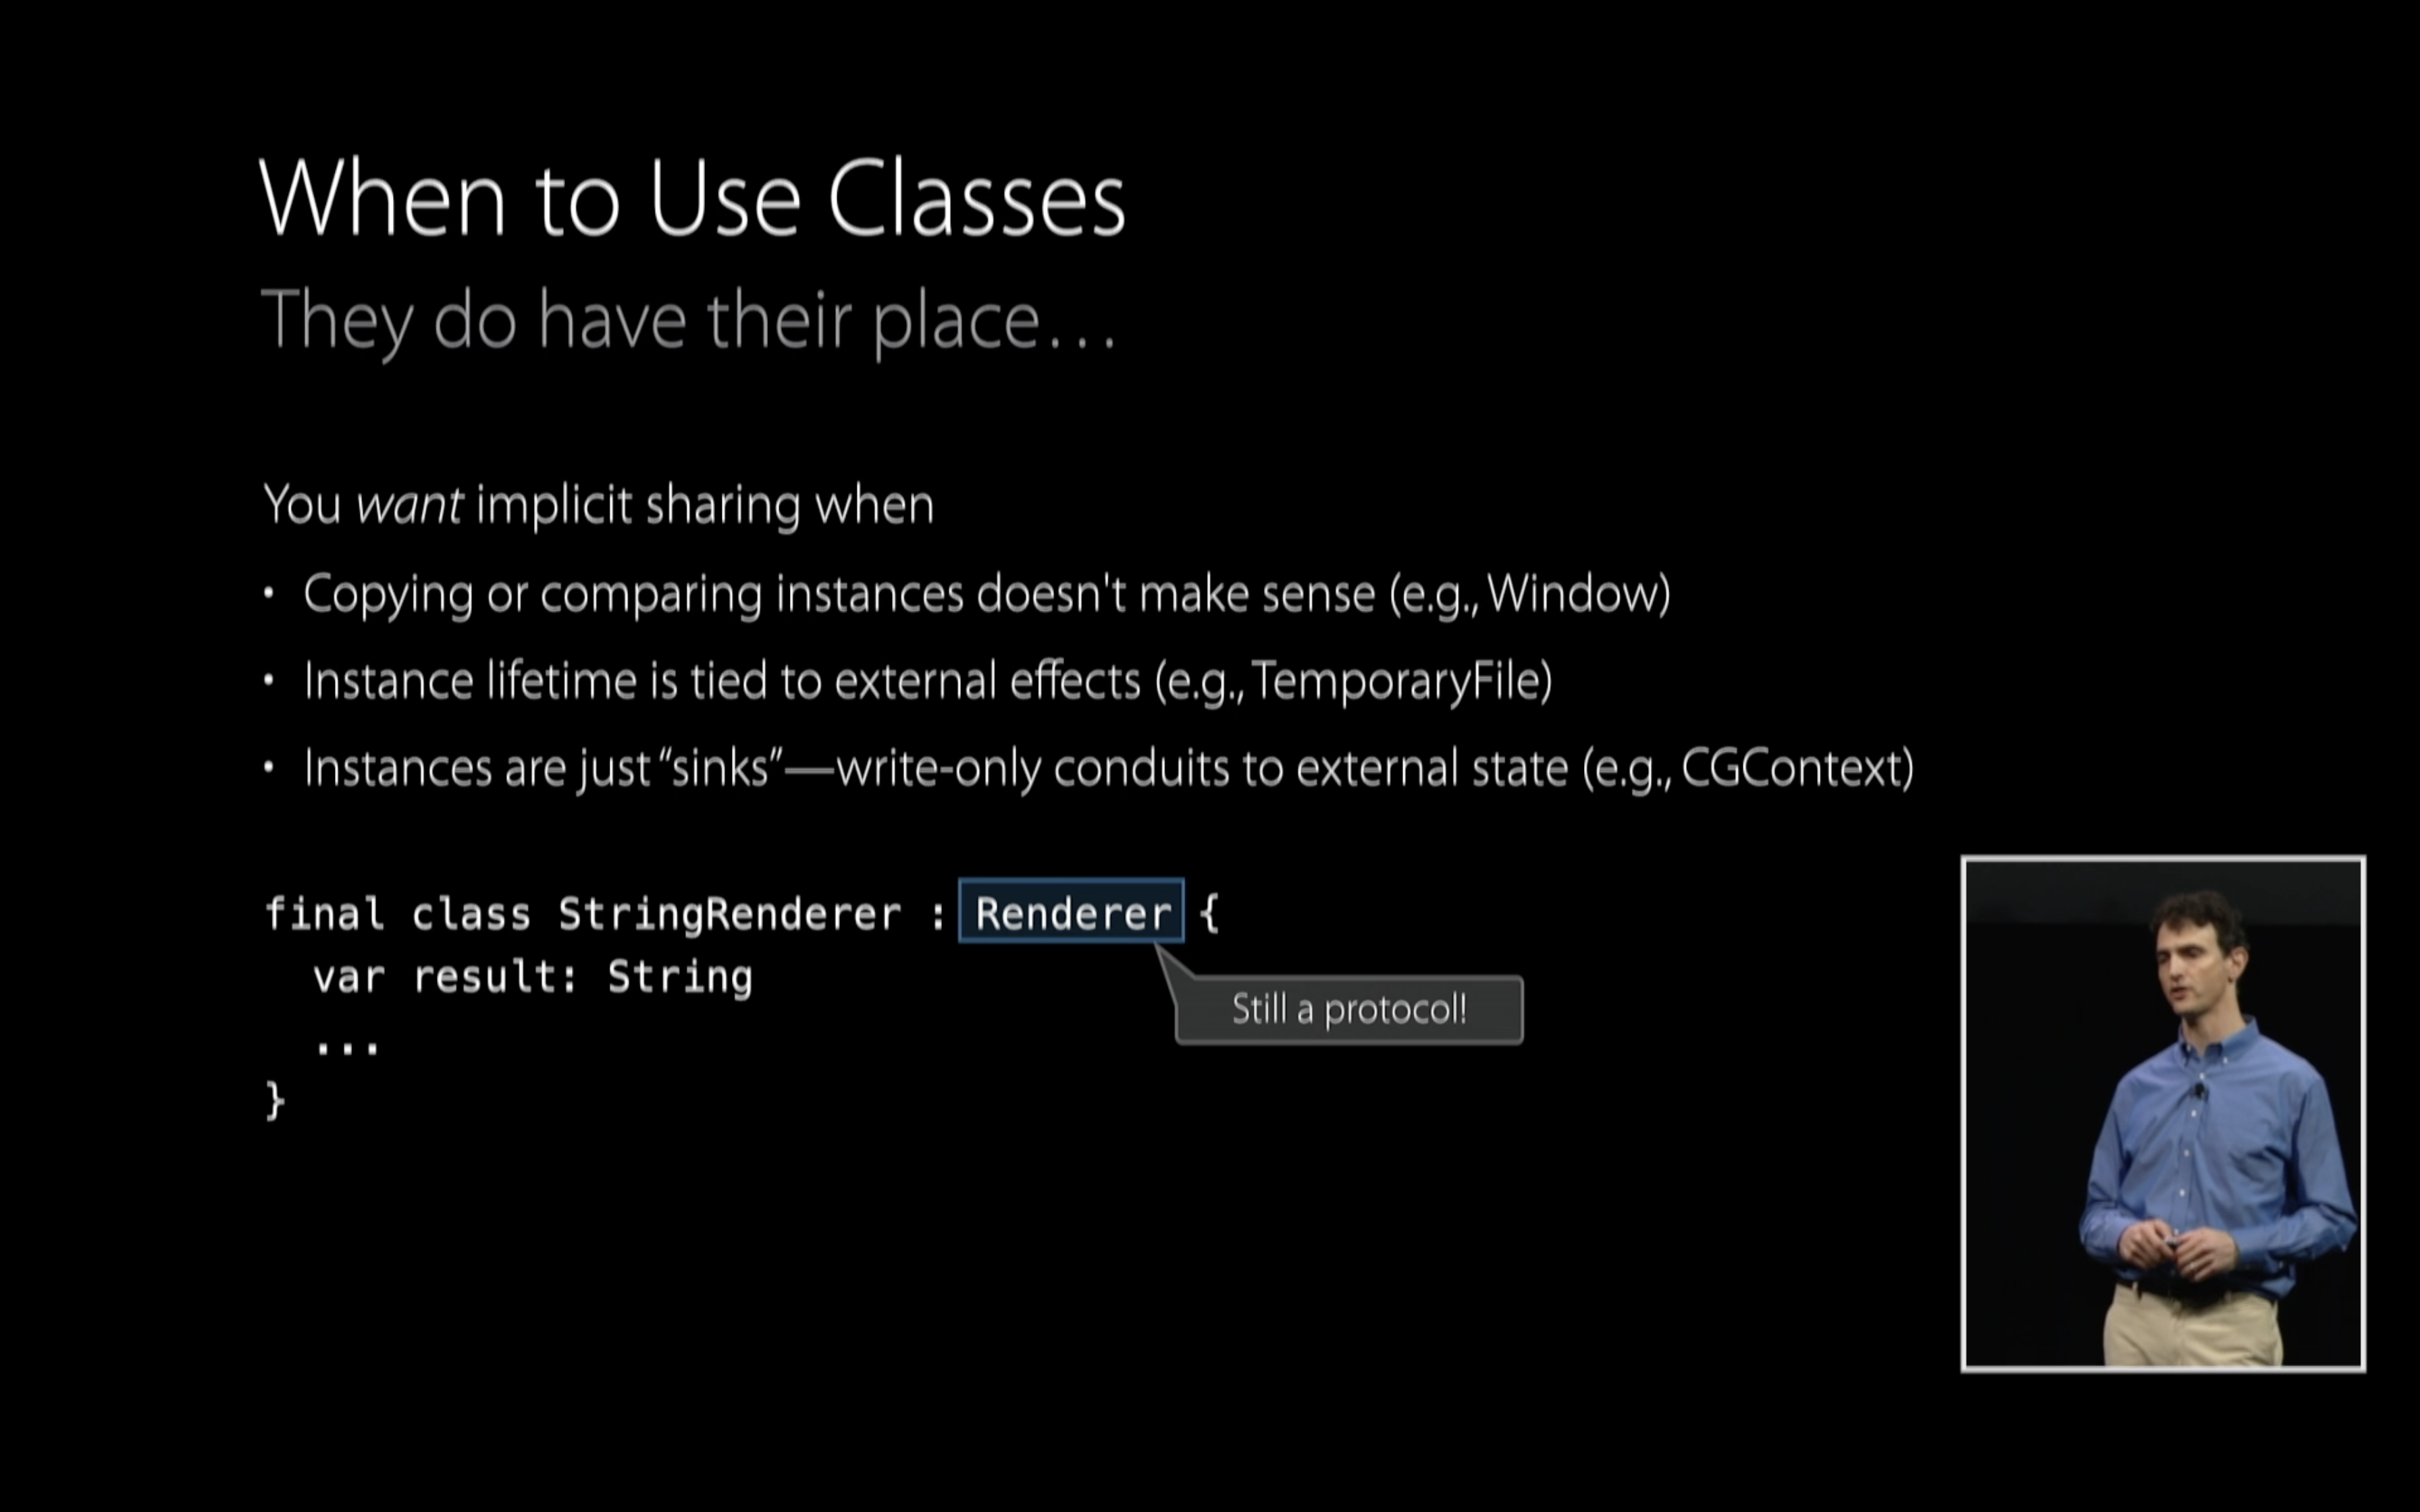 When to Use Classes
They do have their place…
You want implicit sharing when
• Copying or comparing instances doesn't make sense (e.g., Window)
• Instance lifetime is tied to external effects (e.g., TemporaryFile)
• Instances are just “sinks”—write-only conduits to external state (e.g., CGContext)
final class StringRenderer : Renderer {
var result: String
Still a protocol!
...
}